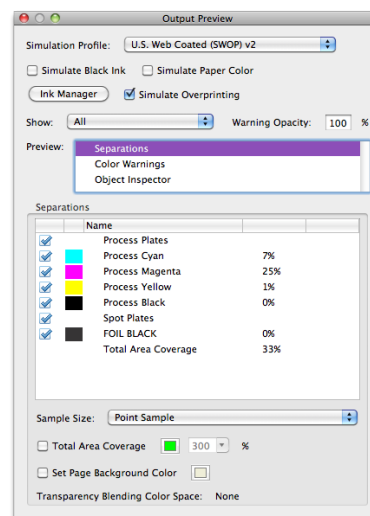 Output Preview
Simulation Profile: U.S. Web Coated (SWOP) v2
Simulate Black Ink Simulate Paper Color
Ink Manager Simulate Overprinting
Show: All Warning Opacity: 100 %
Preview: Separations
Color Warnings
Object Inspector
Separations
Name
Process Plates
Process Cyan 7%
Process Magenta 25%
Process Yellow 1%
Process Black 0%
Spot Plates
FOIL BLACK 0%
Total Area Coverage 33%
Sample Size: Point Sample
Total Area Coverage 300 %
Set Page Background Color
Transparency Blending Color Space: None